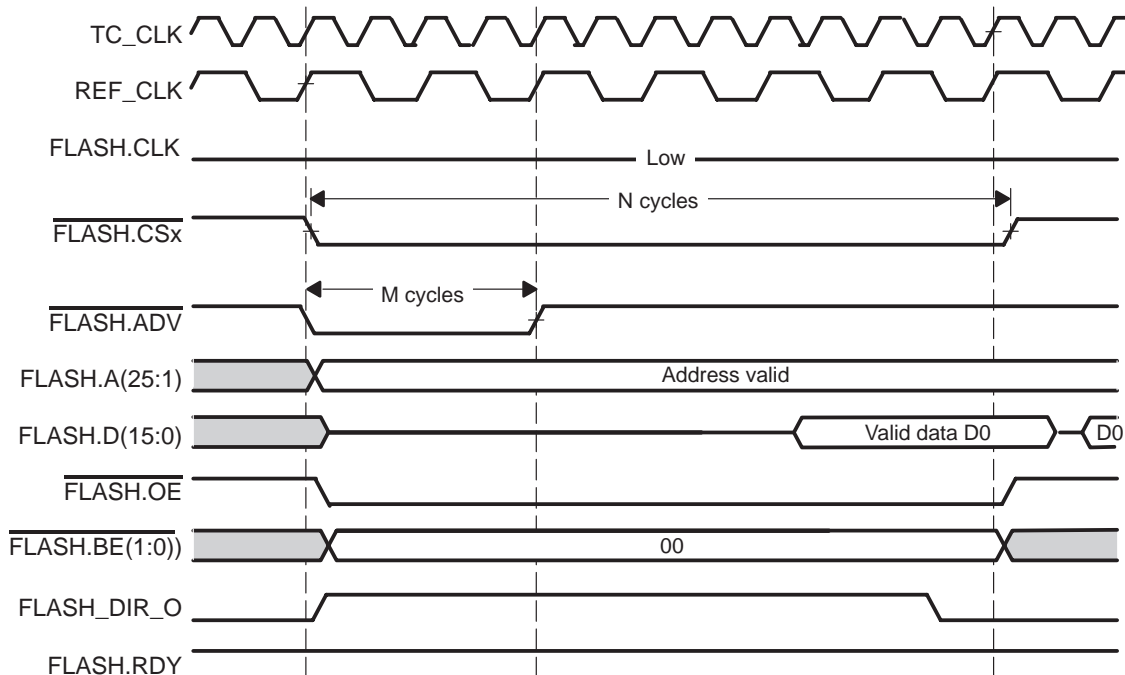 TC_CLK
REF_CLK
FLASH.CLK
Low
N cycles
FLASH.CSx
M cycles
FLASH.ADV
FLASH.A(25:1)
Address valid
FLASH.D(15:0)
Valid data D0
D0
FLASH.OE
FLASH.BE(1:0))
00
FLASH_DIR_O
FLASH.RDY